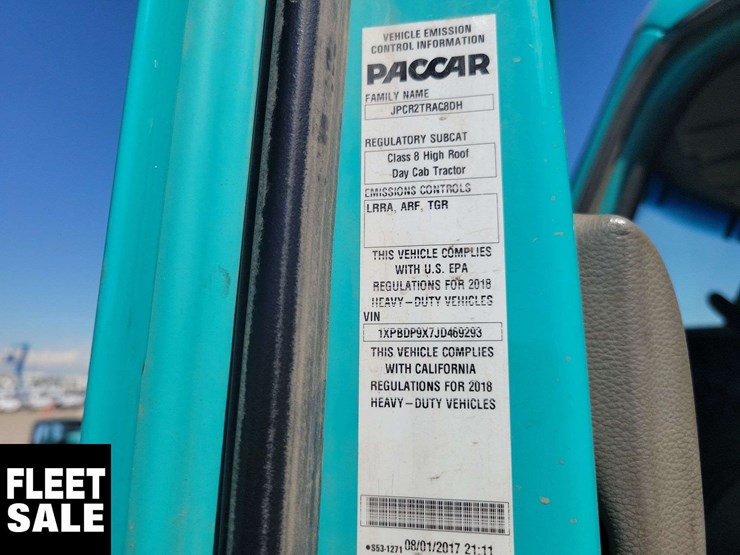 VEHICLE EMISSION
CONTROL INFORMATION
PACCAR
FAMILY NAME
JPCR2TRAC8DH
REGULATORY SUBCAT
Class 8 High Roof
Day Cab Tractor
EMISSIONS CONTROLS
LRRA, ARF, TGR
THIS VEHICLE COMPLIES
WITH U.S. EPA
REGULATIONS FOR 2018
HEAVY-DUTY VEHICLES
VIN
1XPBDP9X7JD469293
THIS VEHICLE COMPLIES
WITH CALIFORNIA
REGULATIONS FOR 2018
HEAVY-DUTY VEHICLES
*S53-1271 08/01/2017 21:11
FLEET
SALE